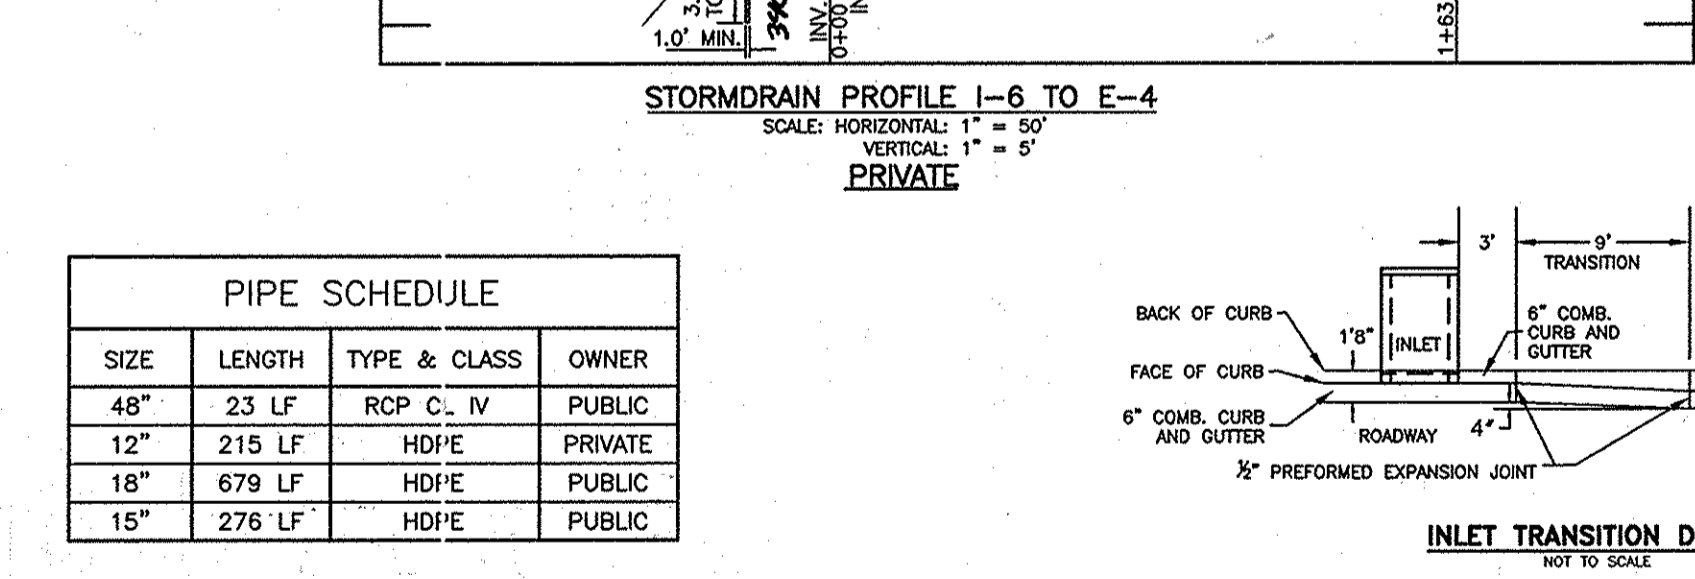 1.0' MIN.
INV.
0+00
1+63
STORMDRAIN PROFILE I-6 TO E-4
SCALE: HORIZONTAL: 1" = 50'
VERTICAL: 1" = 5'
PRIVATE
PIPE SCHEDULE
SIZE LENGTH TYPE & CLASS OWNER
48" 23 LF RCP CL IV PUBLIC
12" 215 LF HDPE PRIVATE
18" 679 LF HDPE PUBLIC
15" 276 LF HDPE PUBLIC
3' 9'
TRANSITION
BACK OF CURB
1'8"
INLET
6" COMB.
CURB AND
GUTTER
FACE OF CURB
6" COMB. CURB
AND GUTTER
ROADWAY
4"
½" PREFORMED EXPANSION JOINT
INLET TRANSITION D
NOT TO SCALE